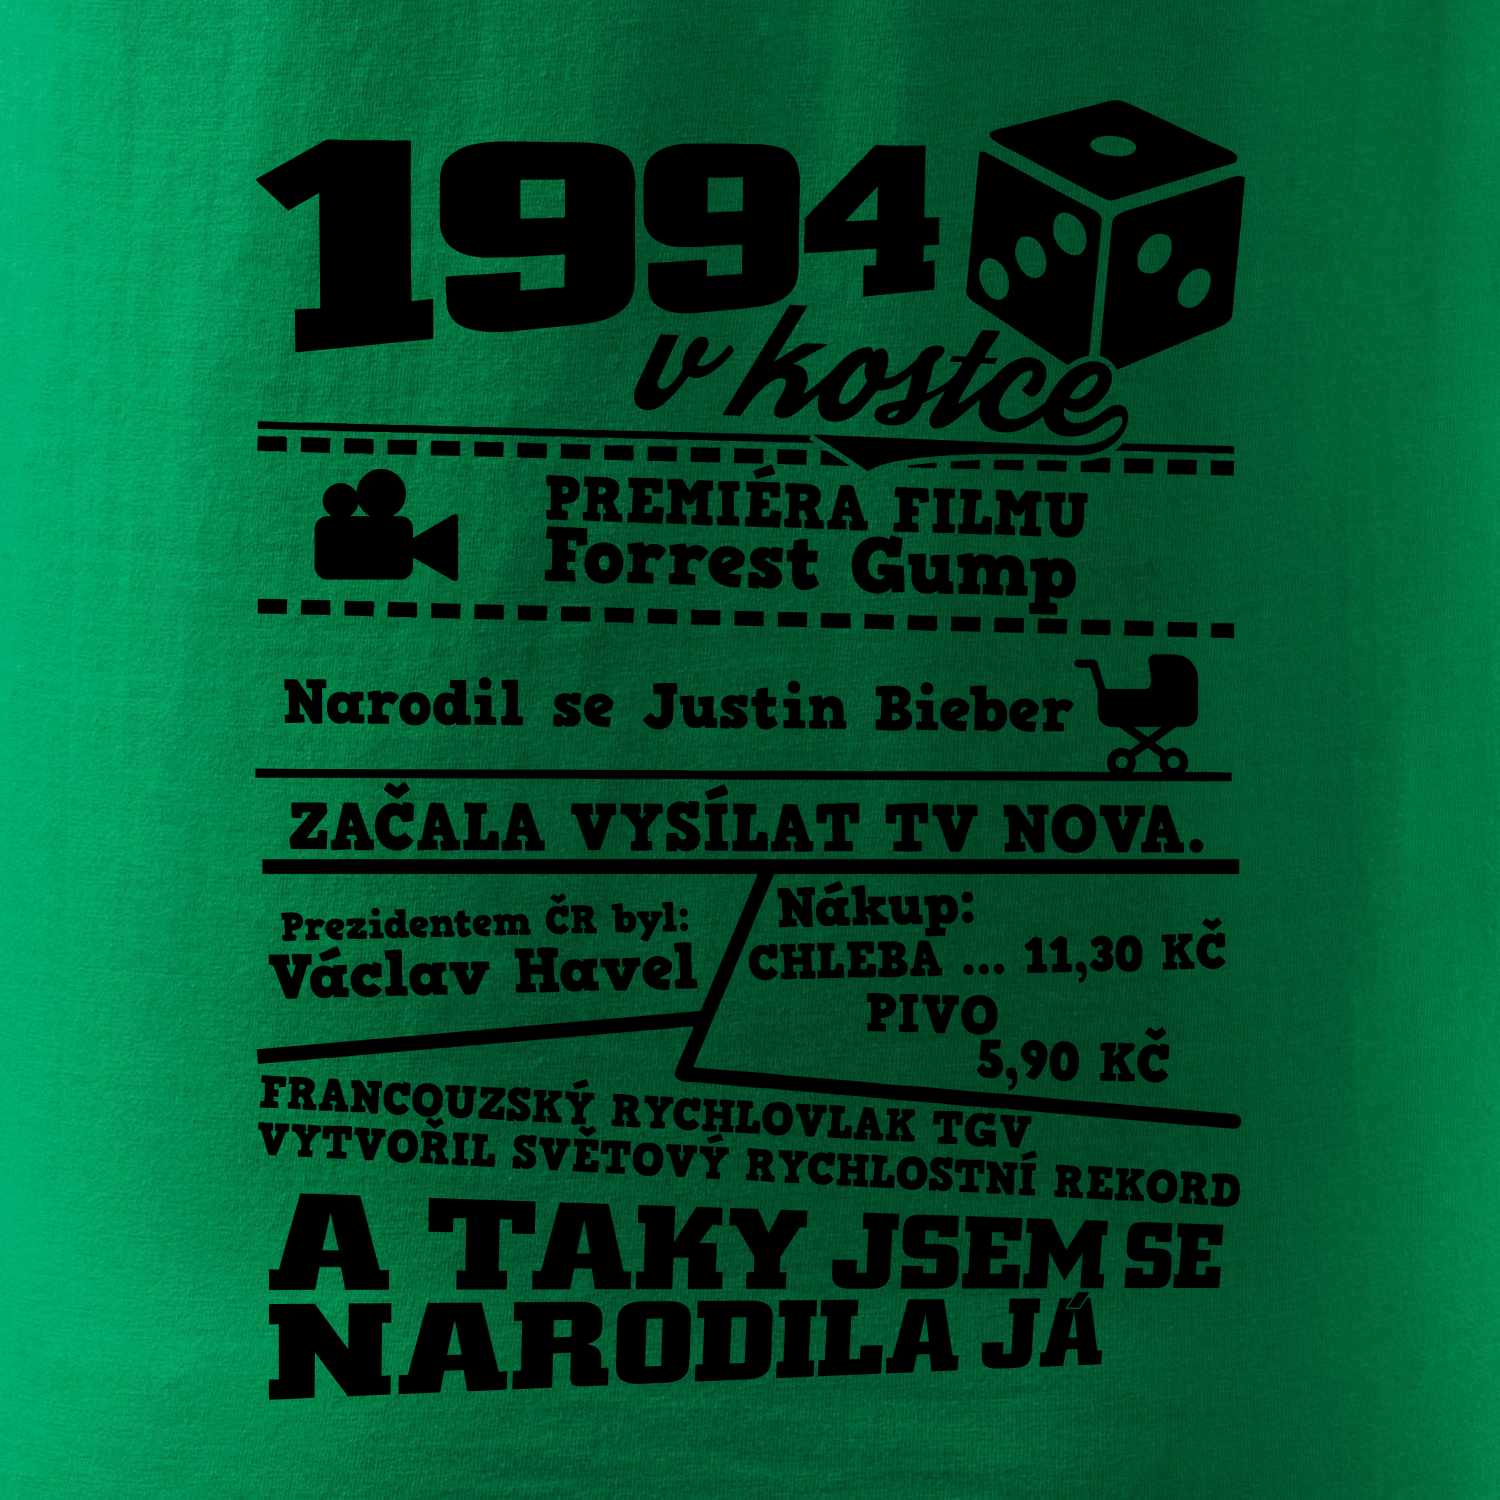 1994
v kostce
PREMIÉRA FILMU
Forrest Gump
Narodil se Justin Bieber
ZAČALA VYSÍLAT TV NOVA.
Prezidentem ČR byl:
Václav Havel
Nákup:
CHLEBA ... 11,30 KČ
PIVO
5,90 KČ
FRANCOUZSKÝ RYCHLOVLAK TGV
VYTVOŘIL SVĚTOVÝ RYCHLOSTNÍ REKORD
A TAKY JSEM SE
NARODILA JÁ